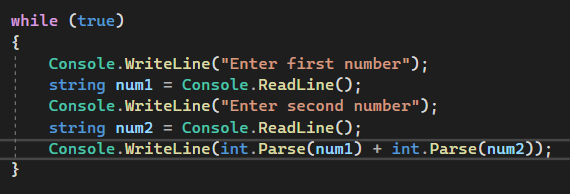 while (true)
{
Console.WriteLine("Enter first number");
string num1 = Console.ReadLine();
Console.WriteLine("Enter second number");
string num2 = Console.ReadLine();
Console.WriteLine(int.Parse(num1) + int.Parse(num2));
}